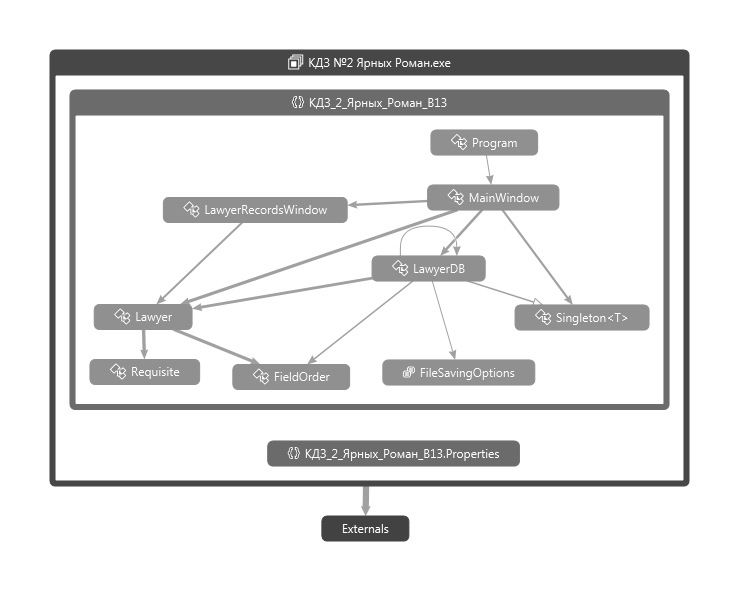 КДЗ №2 Ярных Роман.exe
КДЗ_2_Ярных_Роман_В13
Program
MainWindow
LawyerRecordsWindow
LawyerDB
Lawyer
Singleton<T>
Requisite
FieldOrder
FileSavingOptions
КДЗ_2_Ярных_Роман_В13.Properties
Externals